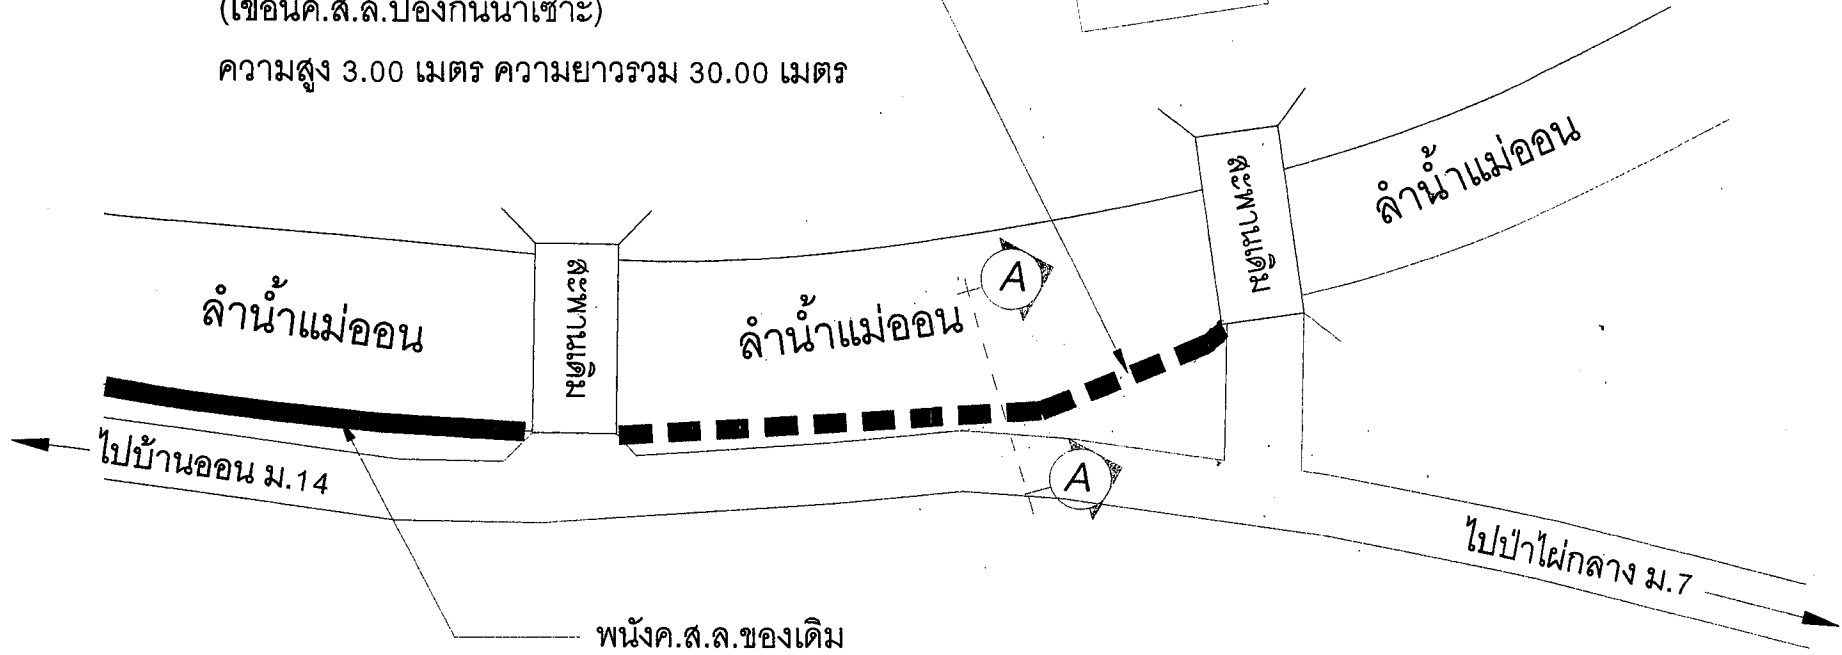 (เขื่อนค.ส.ล.ป้องกันน้ำเซาะ)
ความสูง 3.00 เมตร ความยาวรวม 30.00 เมตร
สะพานเดิม
ลำน้ำแม่ออน
ลำน้ำแม่ออน
สะพานเดิม
ลำน้ำแม่ออน
A
A
ไปบ้านออน ม.14
ไปป่าไผ่กลาง ม.7
พนังค.ส.ล.ของเดิม